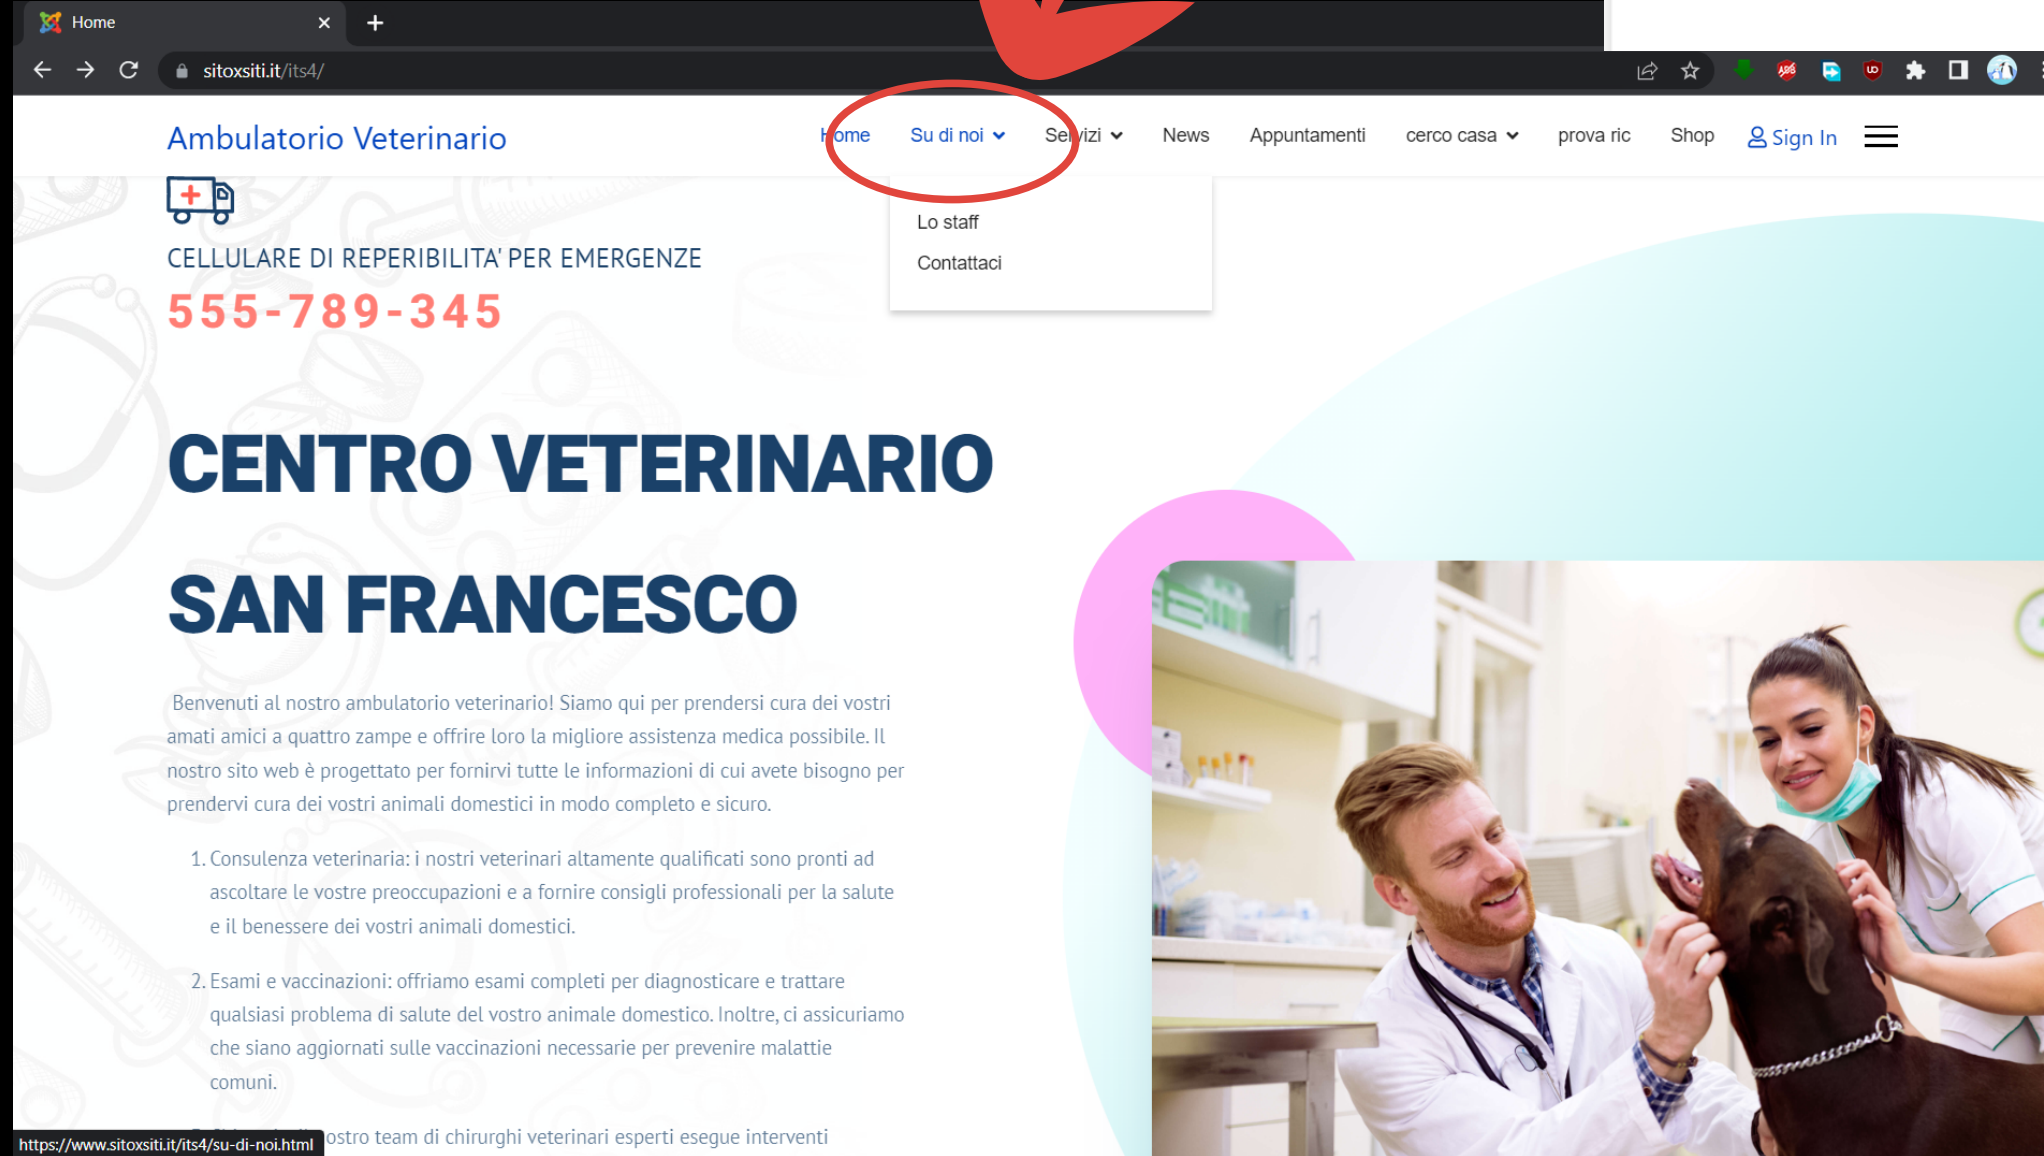 Home
sitoxsiti.it/its4/
Ambulatorio Veterinario
Home Su di noi Servizi News Appuntamenti cerco casa prova ric Shop Sign In
Lo staff
Contattaci
CELLULARE DI REPERIBILITA' PER EMERGENZE
555-789-345
CENTRO VETERINARIO
SAN FRANCESCO
Benvenuti al nostro ambulatorio veterinario! Siamo qui per prendersi cura dei vostri
amati amici a quattro zampe e offrire loro la migliore assistenza medica possibile. Il
nostro sito web è progettato per fornirvi tutte le informazioni di cui avete bisogno per
prendervi cura dei vostri animali domestici in modo completo e sicuro.
1. Consulenza veterinaria: i nostri veterinari altamente qualificati sono pronti ad
ascoltare le vostre preoccupazioni e a fornire consigli professionali per la salute
e il benessere dei vostri animali domestici.
2. Esami e vaccinazioni: offriamo esami completi per diagnosticare e trattare
qualsiasi problema di salute del vostro animale domestico. Inoltre, ci assicuriamo
che siano aggiornati sulle vaccinazioni necessarie per prevenire malattie
comuni.
ostro team di chirurghi veterinari esperti esegue interventi
https://www.sitoxsiti.it/its4/su-di-noi.html